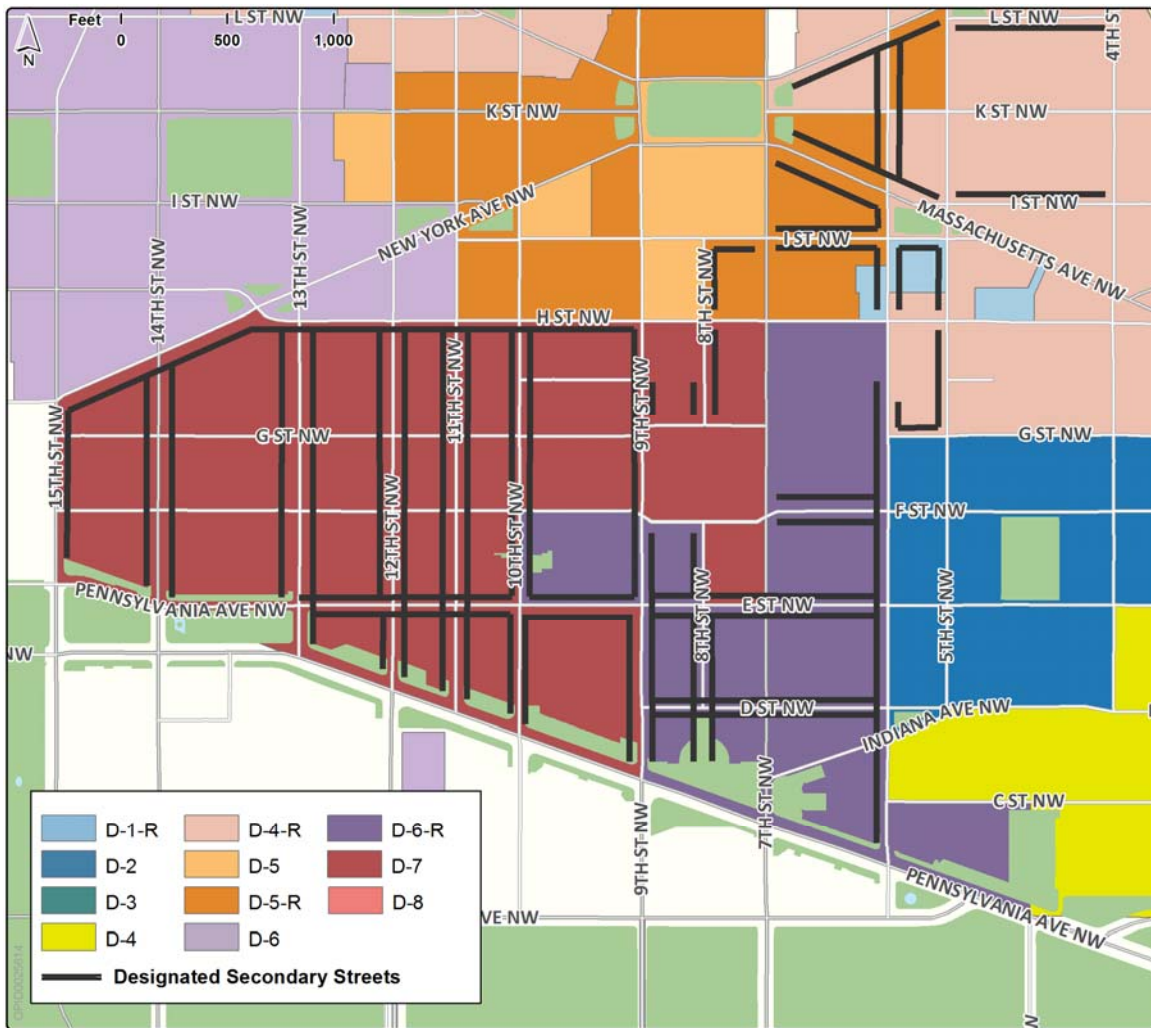 Feet
0 500 1,000
N
L ST NW
L ST NW
4TH ST
K ST NW
K ST NW
I ST NW
I ST NW
I ST NW
NEW YORK AVE NW
MASSACHUSETTS AVE NW
13TH ST NW
14TH ST NW
8TH ST NW
H ST NW
11TH ST NW
9TH ST NW
15TH ST NW
G ST NW
G ST NW
12TH ST NW
10TH ST NW
F ST NW
PENNSYLVANIA AVE NW
E ST NW
8TH ST NW
5TH ST NW
NW
D ST NW
INDIANA AVE NW
C ST NW
7TH ST NW
9TH ST NW
PENNSYLVANIA AVE NW
VE NW
W
W
D-1-R
D-2
D-3
D-4
D-4-R
D-5
D-5-R
D-6
D-6-R
D-7
D-8
Designated Secondary Streets